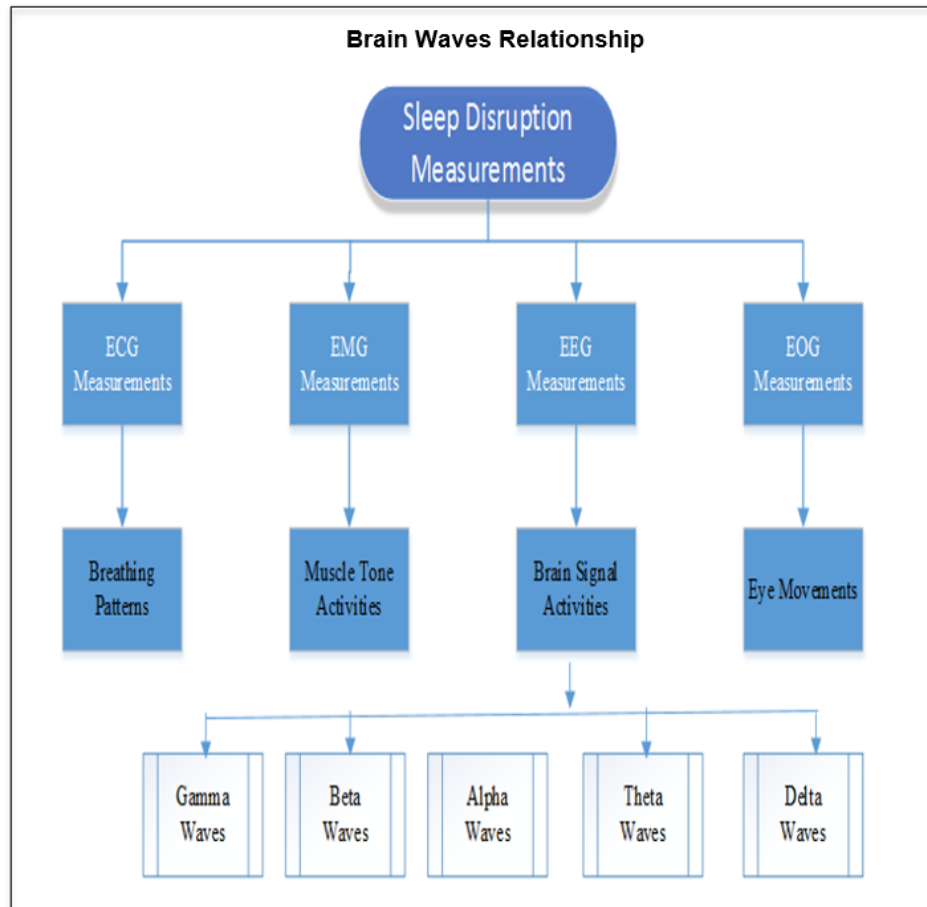 Brain Waves Relationship
Sleep Disruption
Measurements
ECG
Measurements
EMG
Measurements
EEG
Measurements
EOG
Measurements
Breathing
Patterns
Muscle Tone
Activities
Brain Signal
Activities
Eye Movements
Gamma
Waves
Beta
Waves
Alpha
Waves
Theta
Waves
Delta
Waves